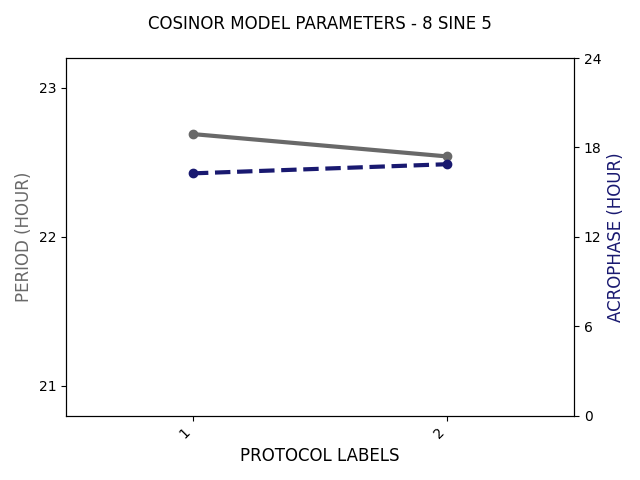 COSINOR MODEL PARAMETERS - 8 SINE 5
23
22
21
PERIOD (HOUR)
24
18
12
6
0
ACROPHASE (HOUR)
1
2
PROTOCOL LABELS